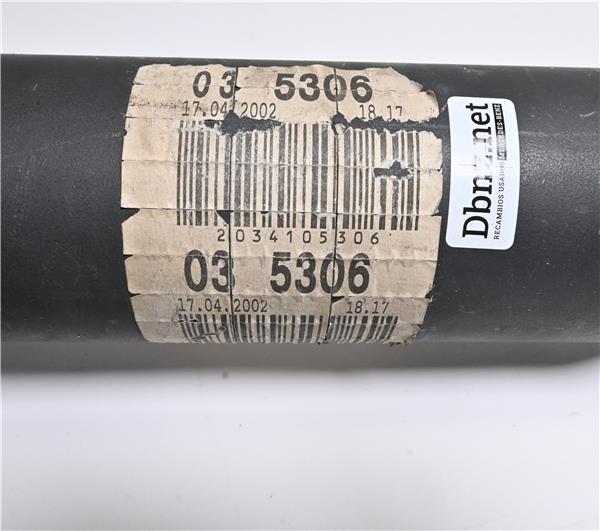 03 5306
17.04.2002 18.17
2034105306
03 5306
17.04.2002 18.17
Dbnz.net
RECAMBIOS USADOS MERCEDES-BENZ